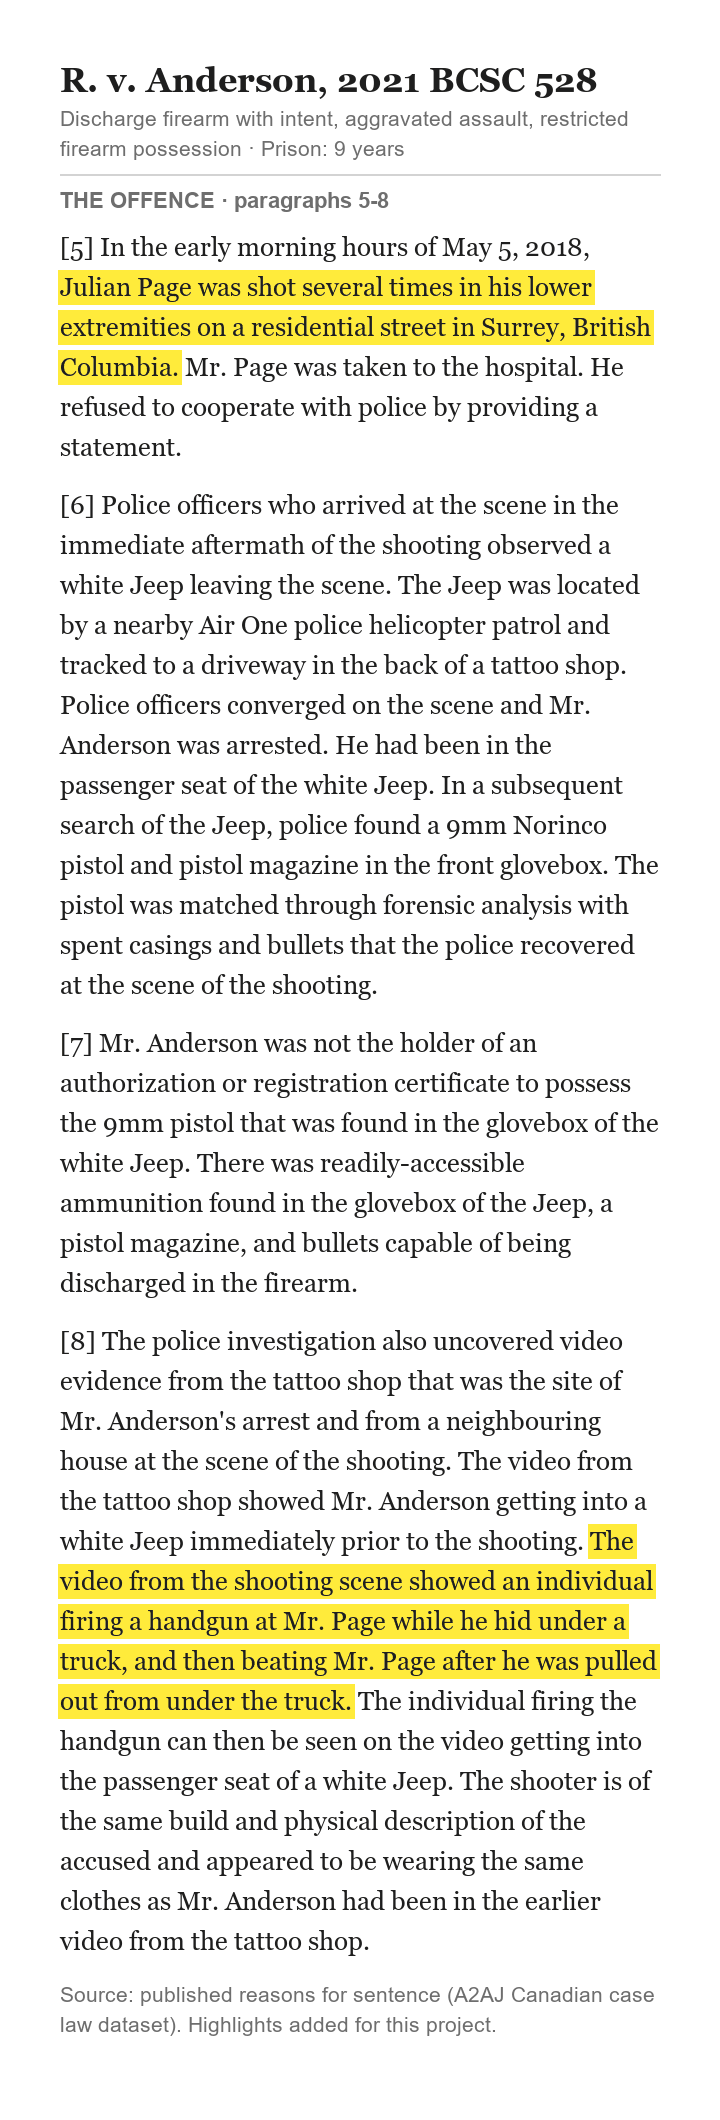 R. v. Anderson, 2021 BCSC 528
Discharge firearm with intent, aggravated assault, restricted
firearm possession · Prison: 9 years
THE OFFENCE · paragraphs 5-8
[5] In the early morning hours of May 5, 2018,
Julian Page was shot several times in his lower
extremities on a residential street in Surrey, British
Columbia. Mr. Page was taken to the hospital. He
refused to cooperate with police by providing a
statement.
[6] Police officers who arrived at the scene in the
immediate aftermath of the shooting observed a
white Jeep leaving the scene. The Jeep was located
by a nearby Air One police helicopter patrol and
tracked to a driveway in the back of a tattoo shop.
Police officers converged on the scene and Mr.
Anderson was arrested. He had been in the
passenger seat of the white Jeep. In a subsequent
search of the Jeep, police found a 9mm Norinco
pistol and pistol magazine in the front glovebox. The
pistol was matched through forensic analysis with
spent casings and bullets that the police recovered
at the scene of the shooting.
[7] Mr. Anderson was not the holder of an
authorization or registration certificate to possess
the 9mm pistol that was found in the glovebox of the
white Jeep. There was readily-accessible
ammunition found in the glovebox of the Jeep, a
pistol magazine, and bullets capable of being
discharged in the firearm.
[8] The police investigation also uncovered video
evidence from the tattoo shop that was the site of
Mr. Anderson's arrest and from a neighbouring
house at the scene of the shooting. The video from
the tattoo shop showed Mr. Anderson getting into a
white Jeep immediately prior to the shooting. The
video from the shooting scene showed an individual
firing a handgun at Mr. Page while he hid under a
truck, and then beating Mr. Page after he was pulled
out from under the truck. The individual firing the
handgun can then be seen on the video getting into
the passenger seat of a white Jeep. The shooter is of
the same build and physical description of the
accused and appeared to be wearing the same
clothes as Mr. Anderson had been in the earlier
video from the tattoo shop.
Source: published reasons for sentence (A2AJ Canadian case
law dataset). Highlights added for this project.